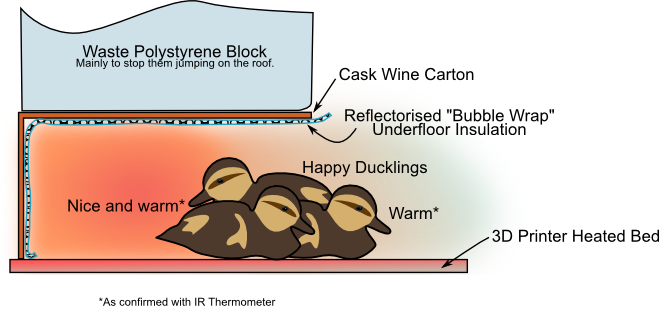 Waste Polystyrene Block
Mainly to stop them jumping on the roof.
Cask Wine Carton
Reflectorised "Bubble Wrap"
Underfloor Insulation
Happy Ducklings
Nice and warm*
Warm*
3D Printer Heated Bed
*As confirmed with IR Thermometer